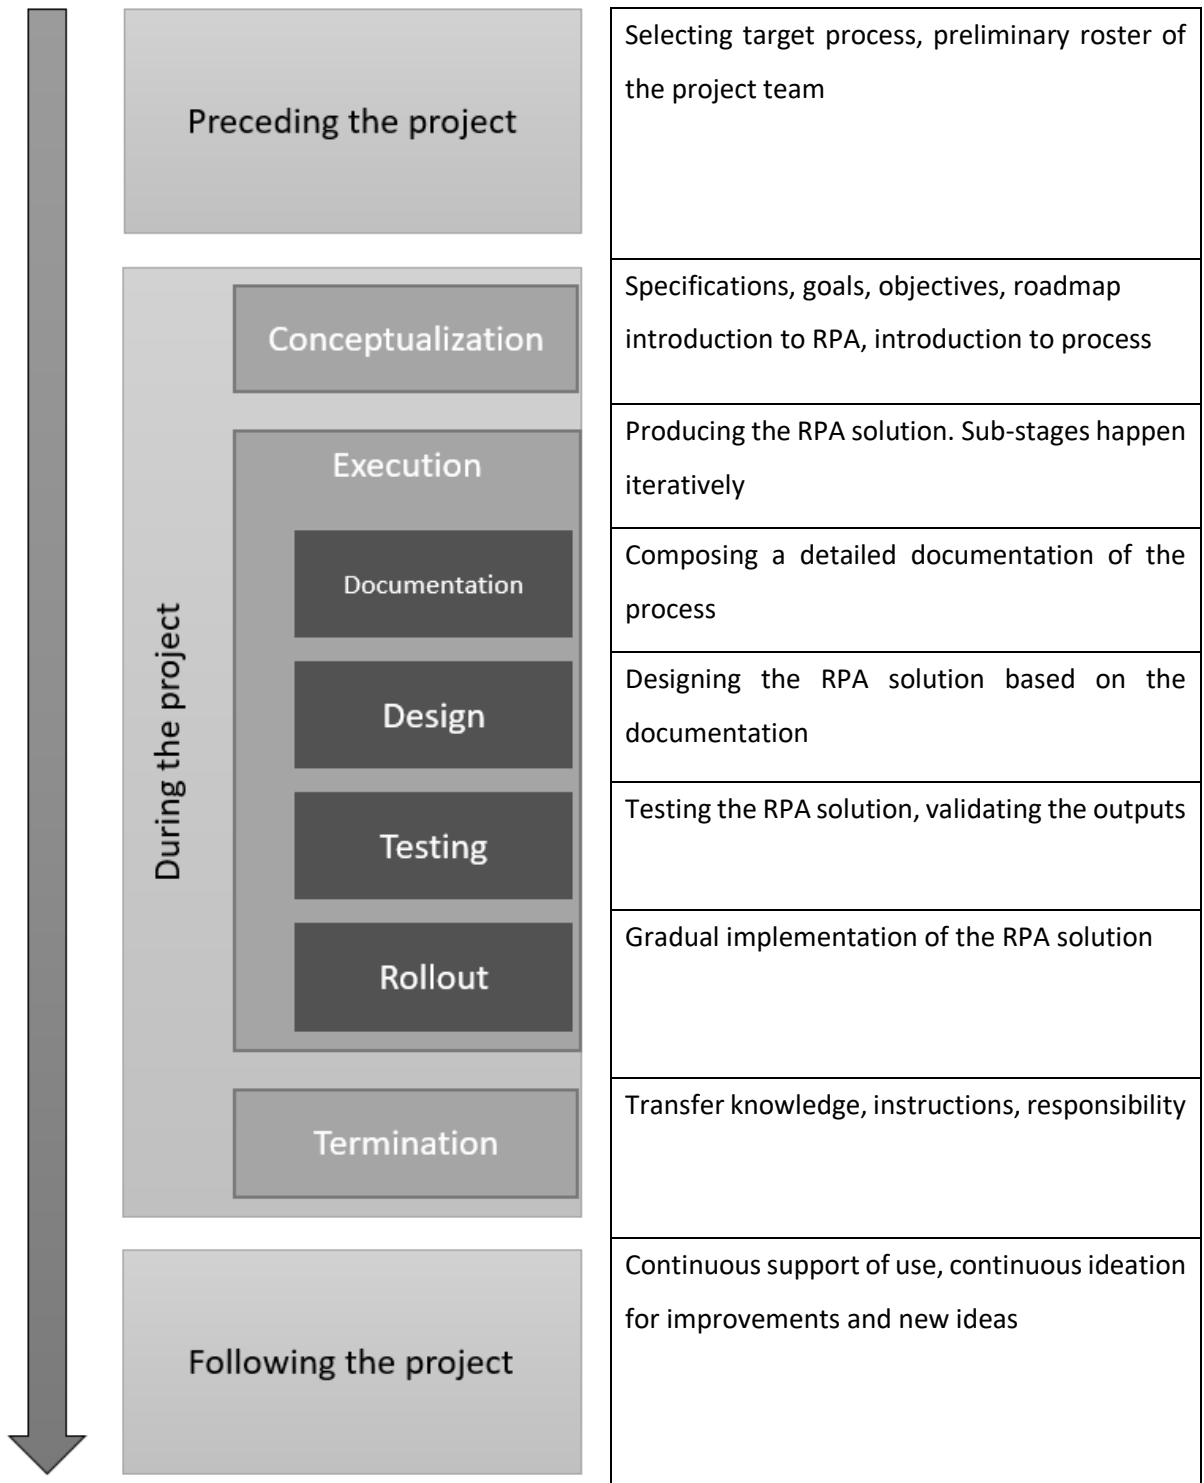 Preceding the project
Selecting target process, preliminary roster of
the project team
During the project
Conceptualization
Specifications, goals, objectives, roadmap
introduction to RPA, introduction to process
Execution
Producing the RPA solution. Sub-stages happen
iteratively
Documentation
Composing a detailed documentation of the
process
Design
Designing the RPA solution based on the
documentation
Testing
Testing the RPA solution, validating the outputs
Rollout
Gradual implementation of the RPA solution
Termination
Transfer knowledge, instructions, responsibility
Following the project
Continuous support of use, continuous ideation
for improvements and new ideas